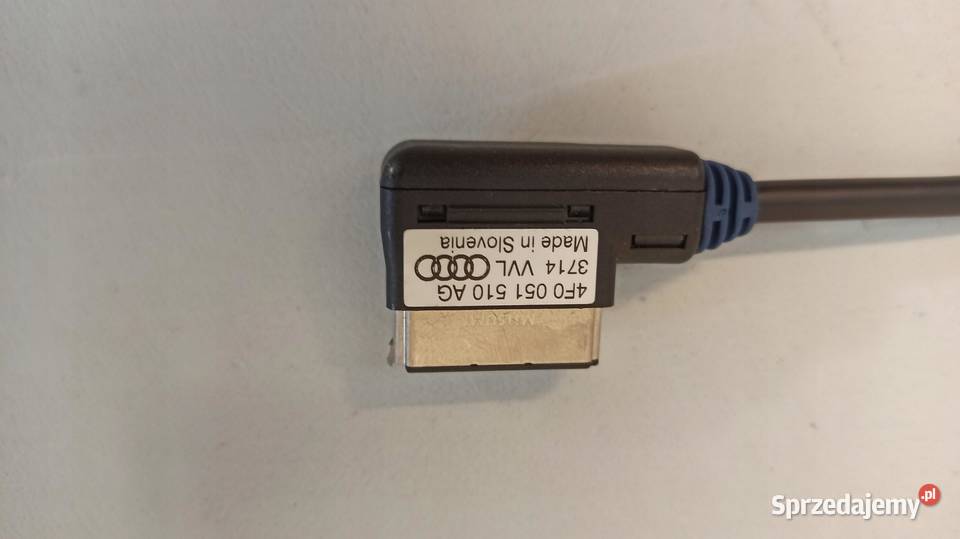 4F0 051 510 AG
3714 VVL
Made in Slovenia
Sprzedajemy.pl